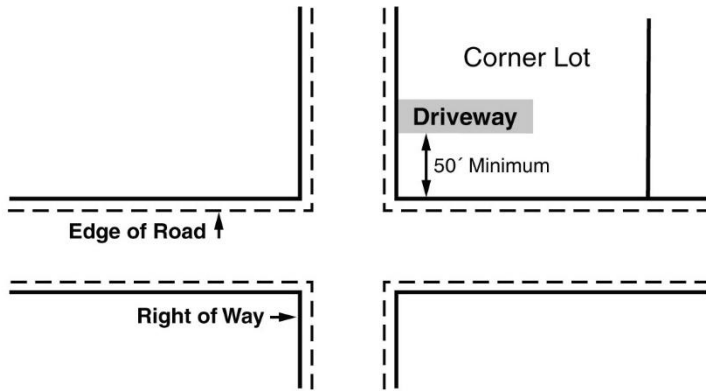 Corner Lot
Driveway
50´ Minimum
Edge of Road
Right of Way